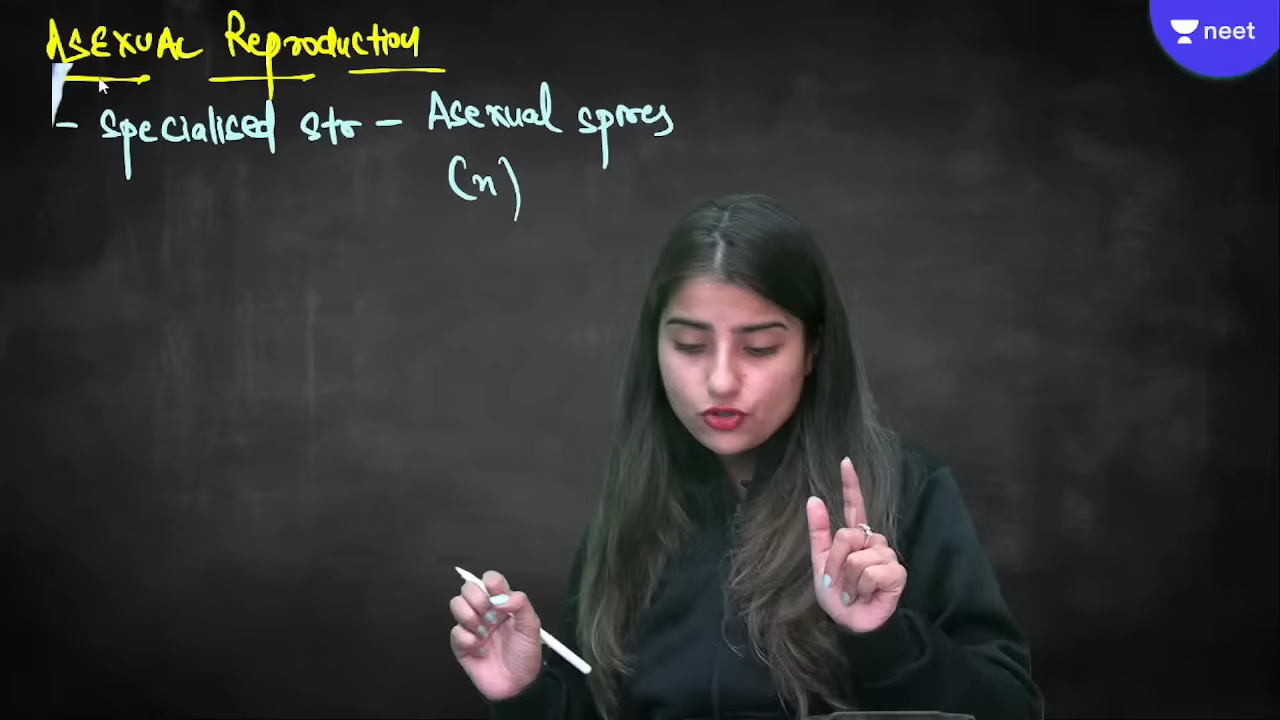 ASEXUAL Reproduction
neet
- specialised str - Asexual spores
(n)